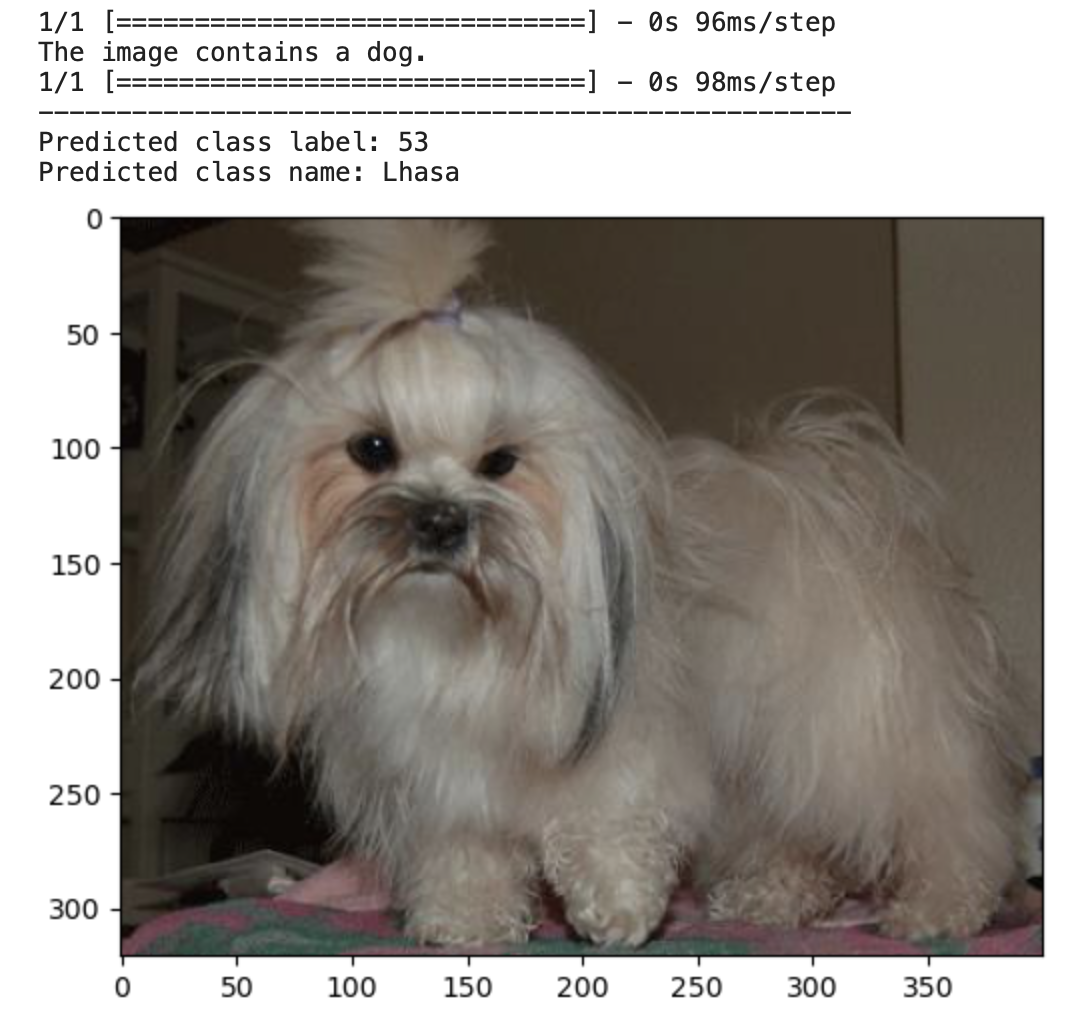 1/1 [==============================] - 0s 96ms/step
The image contains a dog.
1/1 [==============================] - 0s 98ms/step
----------------------------------------------------
Predicted class label: 53
Predicted class name: Lhasa
0
50
100
150
200
250
300
0 50 100 150 200 250 300 350